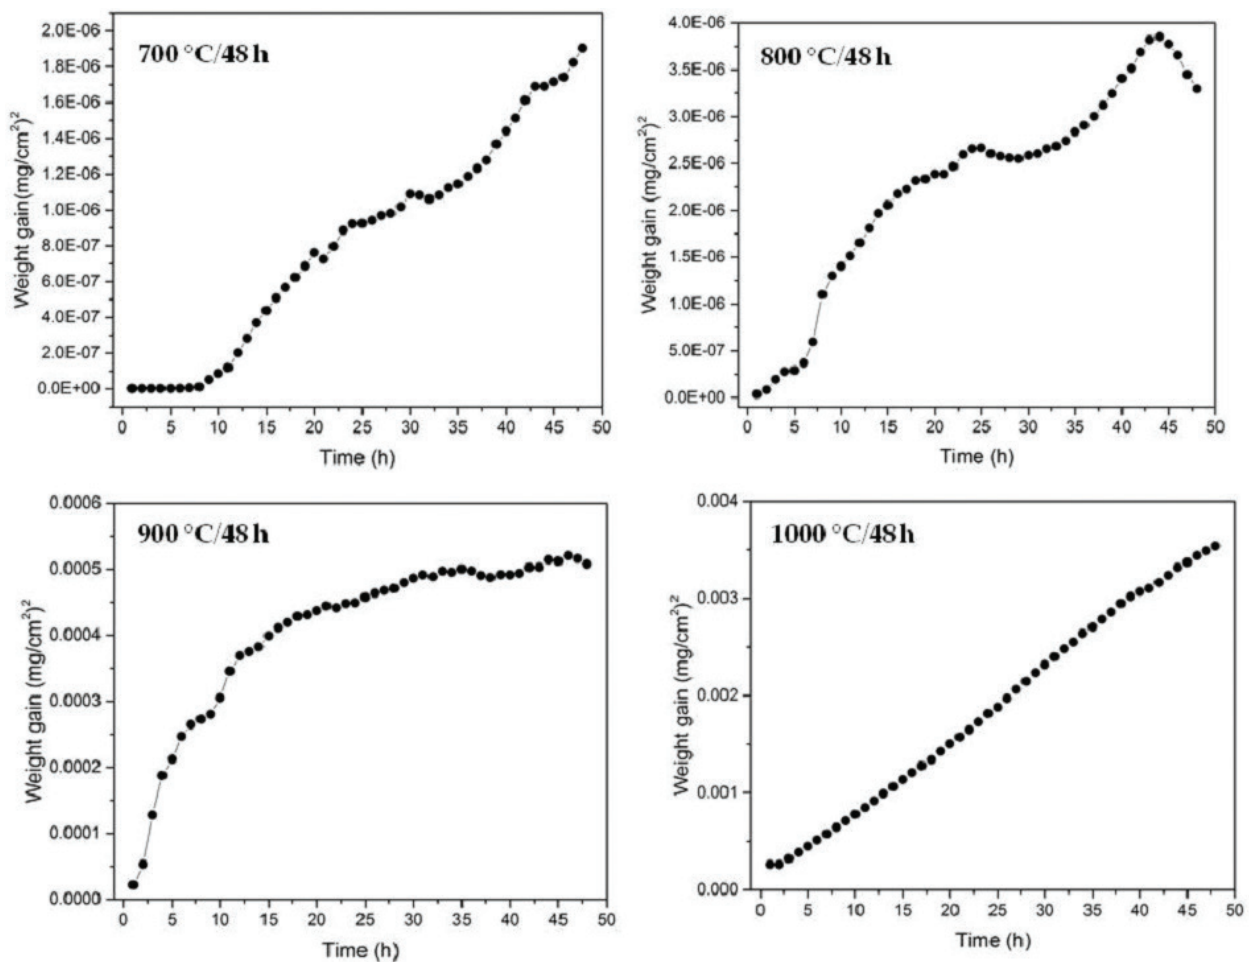 700 °C/48 h
2.0E-06
1.8E-06
1.6E-06
1.4E-06
1.2E-06
1.0E-06
8.0E-07
6.0E-07
4.0E-07
2.0E-07
0.0E+00
Weight gain(mg/cm²)²
0 5 10 15 20 25 30 35 40 45 50
Time (h)
800 °C/48 h
4.0E-06
3.5E-06
3.0E-06
2.5E-06
2.0E-06
1.5E-06
1.0E-06
5.0E-07
0.0E+00
Weight gain (mg/cm²)²
0 5 10 15 20 25 30 35 40 45 50
Time (h)
900 °C/48 h
0.0006
0.0005
0.0004
0.0003
0.0002
0.0001
0.0000
Weight gain (mg/cm²)²
0 5 10 15 20 25 30 35 40 45 50
Time (h)
1000 °C/48 h
0.004
0.003
0.002
0.001
0.000
Weight gain (mg/cm²)²
0 5 10 15 20 25 30 35 40 45 50
Time (h)